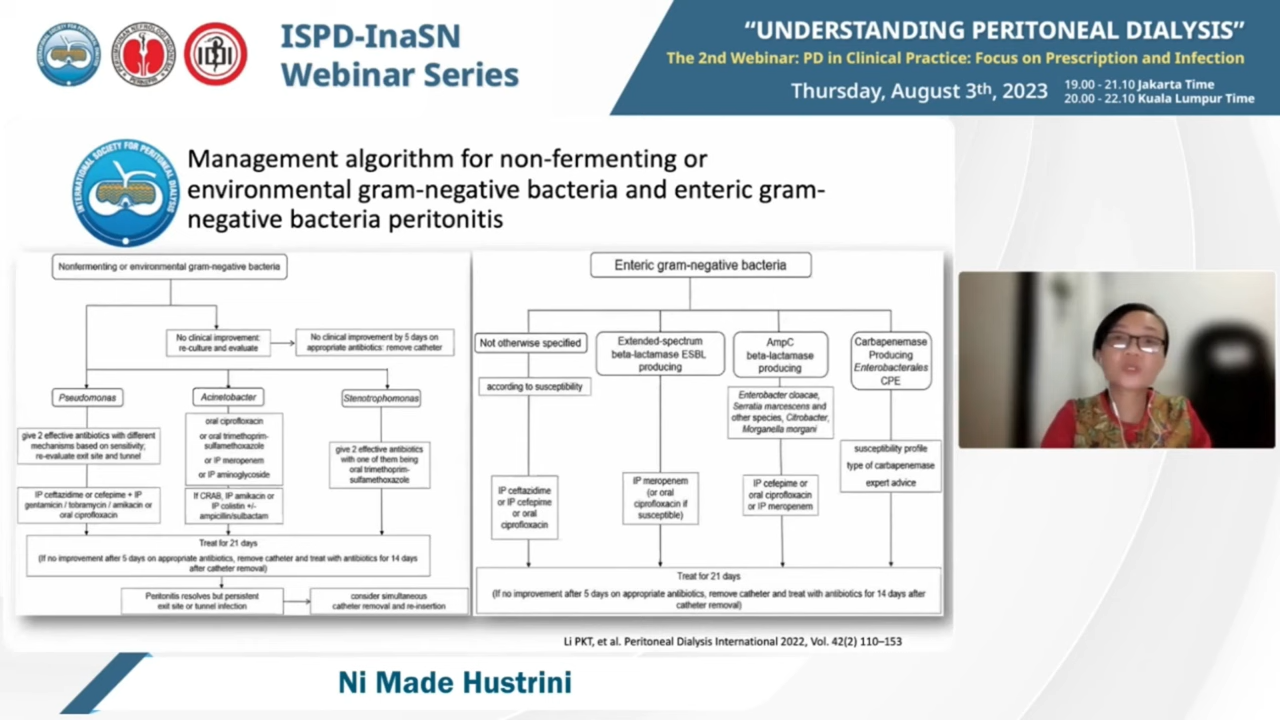 ISPD-InaSN
Webinar Series
“UNDERSTANDING PERITONEAL DIALYSIS”
The 2nd Webinar: PD in Clinical Practice: Focus on Prescription and Infection
Thursday, August 3th, 2023
19.00 - 21.10 Jakarta Time
20.00 - 22.10 Kuala Lumpur Time
INTERNATIONAL SOCIETY FOR PERITONEAL DIALYSIS
Management algorithm for non-fermenting or
environmental gram-negative bacteria and enteric gram-
negative bacteria peritonitis
Nonfermenting or environmental gram-negative bacteria
No clinical improvement:
re-culture and evaluate
No clinical improvement by 5 days on
appropriate antibiotics: remove catheter
Pseudomonas
Acinetobacter
Stenotrophomonas
give 2 effective antibiotics with different
mechanisms based on sensitivity;
re-evaluate exit site and tunnel
oral ciprofloxacin
or oral trimethoprim-
sulfamethoxazole
or IP meropenem
or IP aminoglycoside
give 2 effective antibiotics
with one of them being
oral trimethoprim-
sulfamethoxazole
IP ceftazidime or cefepime + IP
gentamicin / tobramycin / amikacin or
oral ciprofloxacin
If CRAB, IP amikacin or
IP colistin +/-
ampicillin/sulbactam
Treat for 21 days
(If no improvement after 5 days on appropriate antibiotics, remove catheter and treat with antibiotics for 14 days
after catheter removal)
Peritonitis resolves but persistent
exit site or tunnel infection
consider simultaneous
catheter removal and re-insertion
Enteric gram-negative bacteria
Not otherwise specified
Extended-spectrum
beta-lactamase ESBL
producing
AmpC
beta-lactamase
producing
Carbapenemase
Producing
Enterobacterales
CPE
according to susceptibility
Enterobacter cloacae,
Serratia marcescens and
other species, Citrobacter,
Morganella morgani
susceptibility profile
type of carbapenemase
expert advice
IP ceftazidime
or IP cefepime
or oral
ciprofloxacin
IP meropenem
(or oral
ciprofloxacin if
susceptible)
IP cefepime or
oral ciprofloxacin
or IP meropenem
Treat for 21 days
(If no improvement after 5 days on appropriate antibiotics, remove catheter and treat with antibiotics for 14 days after
catheter removal)
Li PKT, et al. Peritoneal Dialysis International 2022, Vol. 42(2) 110–153
Ni Made Hustrini